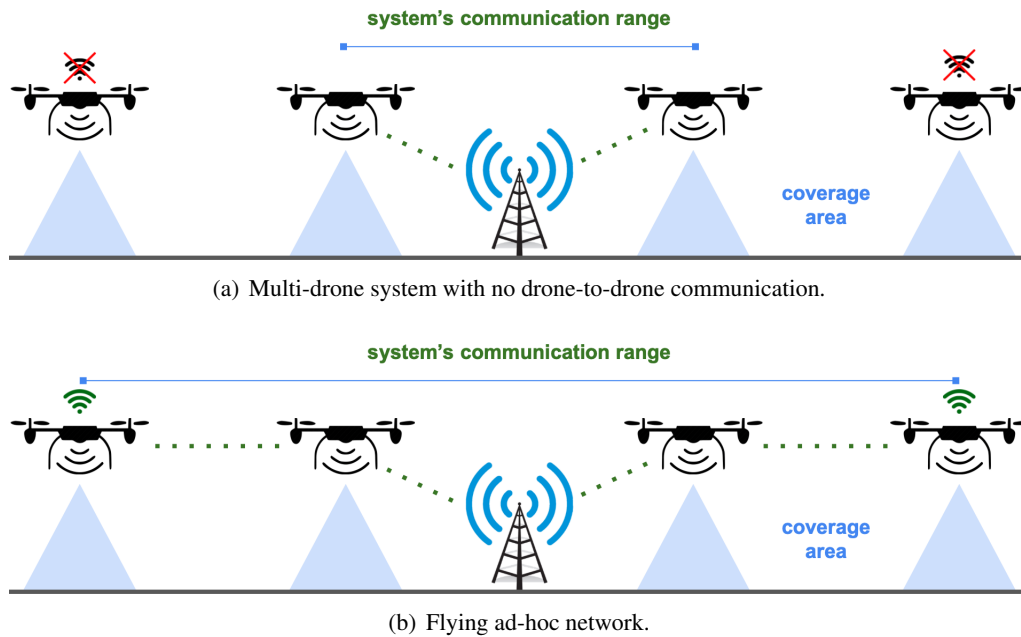 system's communication range
coverage
area
(a) Multi-drone system with no drone-to-drone communication.
system's communication range
coverage
area
(b) Flying ad-hoc network.